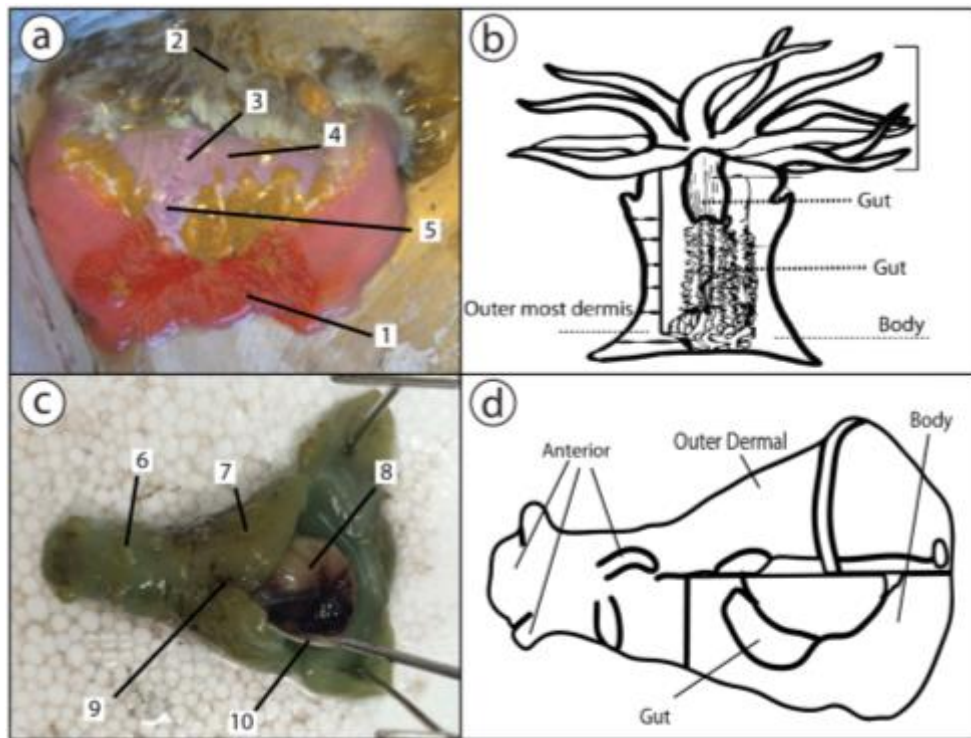 a
2
3
4
5
1
b
Gut
Gut
Outer most dermis
Body
c
6
7
8
9
10
d
Anterior
Outer Dermal
Body
Gut